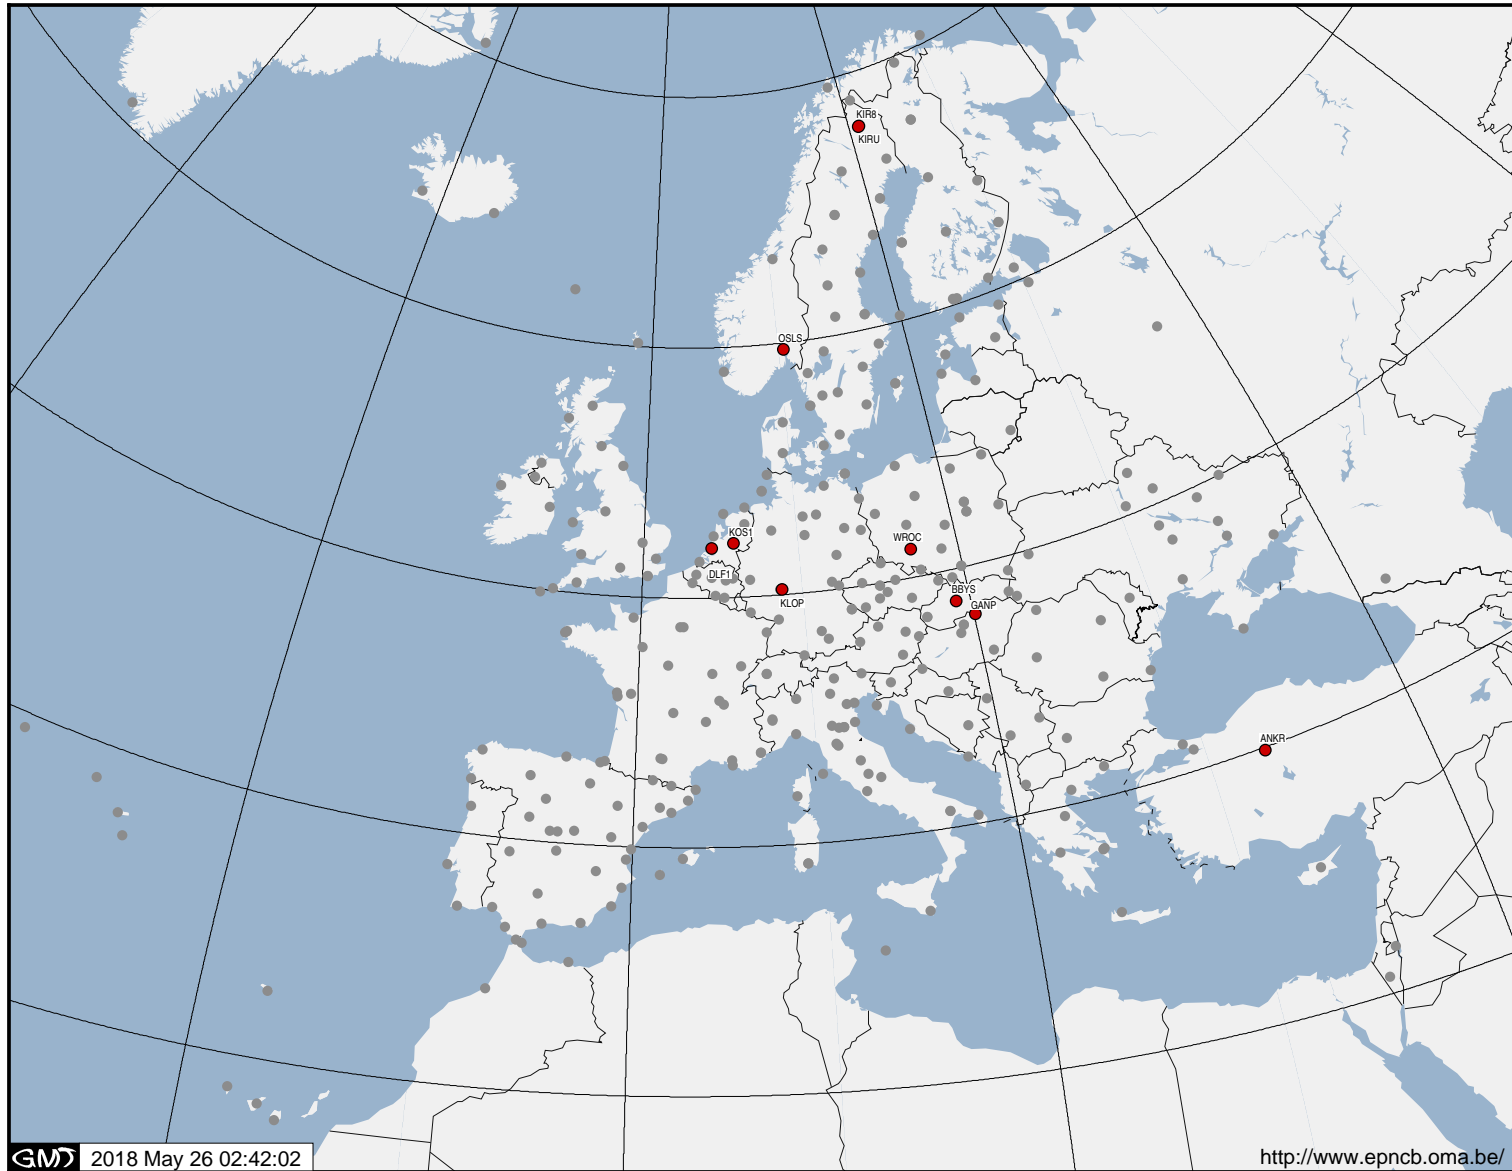 KIR8
KIRU
OSLS
KOS1
WROC
DLF1
BBYS
KLOP
GANP
ANKR
GMT 2018 May 26 02:42:02
http://www.epncb.oma.be/